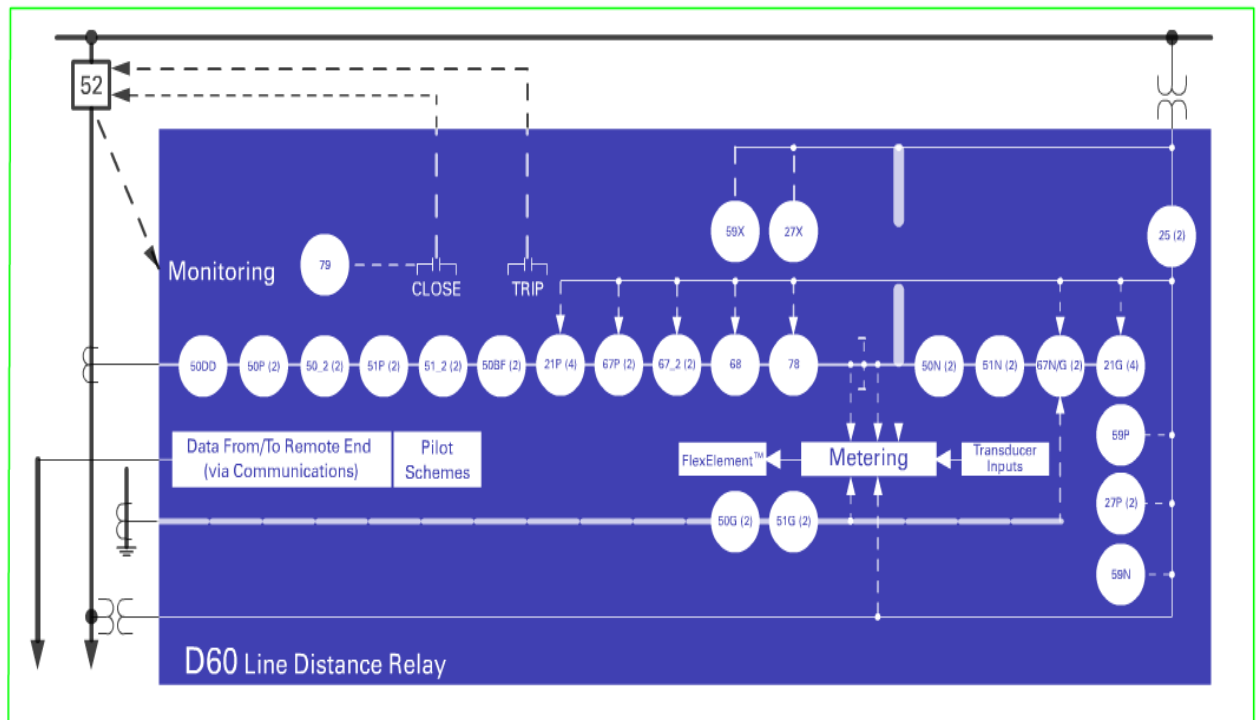 52
59X
27X
25 (2)
Monitoring
79
CLOSE
TRIP
50DD
50P (2)
50_2 (2)
51P (2)
51_2 (2)
50BF (2)
21P (4)
67P (2)
67_2 (2)
68
78
50N (2)
51N (2)
67N/G (2)
21G (4)
Data From/To Remote End
(via Communications)
Pilot
Schemes
FlexElement™
Metering
Transducer
Inputs
59P
27P (2)
50G (2)
51G (2)
59N
D60 Line Distance Relay